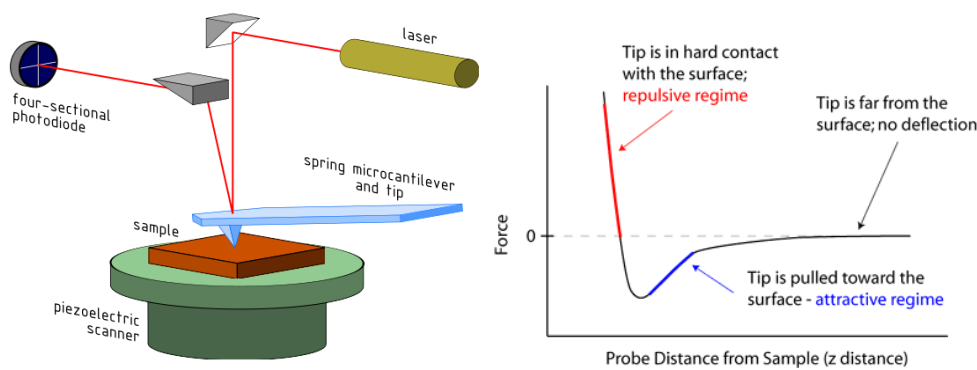 laser
four-sectional
photodiode
spring microcantilever
and tip
sample
piezoelectric
scanner
Tip is in hard contact
with the surface;
repulsive regime
Tip is far from the
surface; no deflection
Force
0
Tip is pulled toward the
surface - attractive regime
Probe Distance from Sample (z distance)